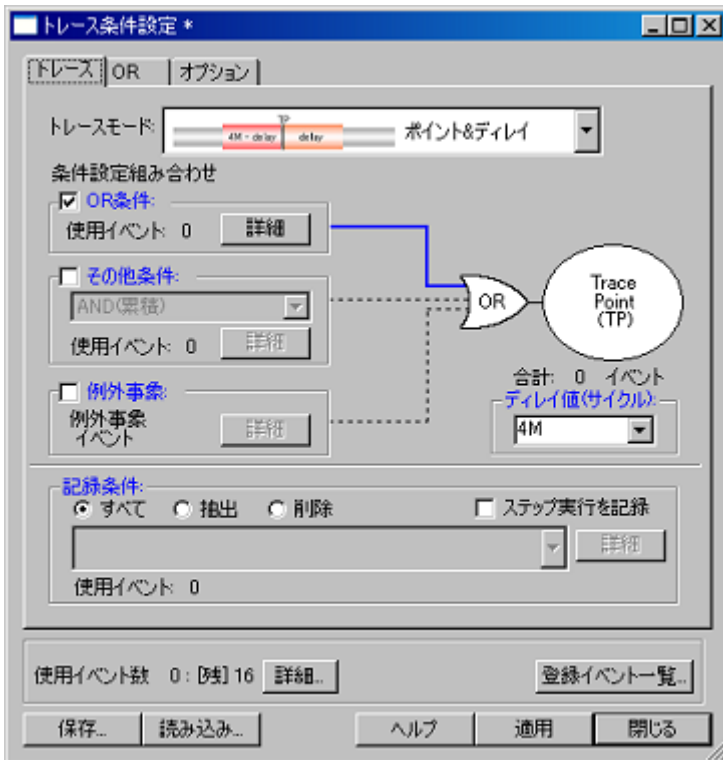 トレース条件設定 *
トレース OR オプション
トレースモード: TP 4M - delay delay ポイント&ディレイ
条件設定組み合わせ
OR条件:
使用イベント: 0 詳細
その他条件:
AND(累積)
使用イベント: 0 詳細
例外事象:
例外事象
イベント 詳細
OR
Trace
Point
(TP)
合計: 0 イベント
ディレイ値(サイクル):
4M
記録条件:
すべて 抽出 削除 ステップ実行を記録
詳細
使用イベント: 0
使用イベント数 0 : [残] 16 詳細... 登録イベント一覧...
保存... 読み込み... ヘルプ 適用 閉じる